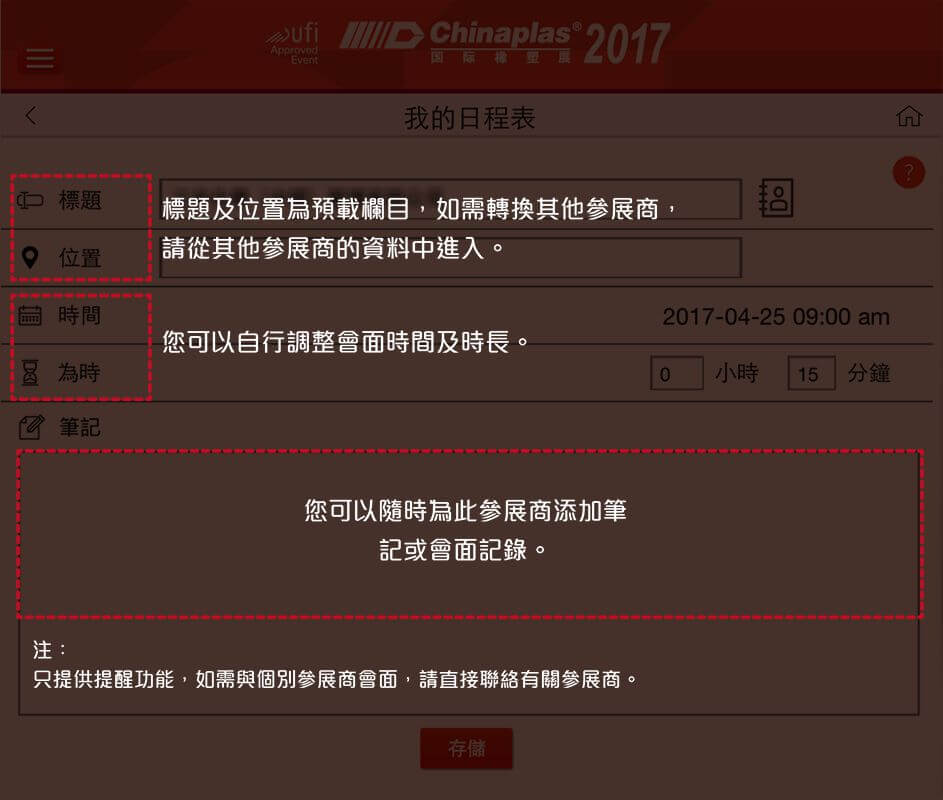 ufi
Approved
Event
Chinaplas® 2017
国际橡塑展
我的日程表
?
標題
標題及位置為預載欄目，如需轉換其他參展商，
請從其他參展商的資料中進入。
位置
時間
2017-04-25 09:00 am
您可以自行調整會面時間及時長。
為時
0 小時 15 分鐘
筆記
您可以隨時為此參展商添加筆
記或會面記錄。
注：
只提供提醒功能，如需與個別參展商會面，請直接聯絡有關參展商。
存儲